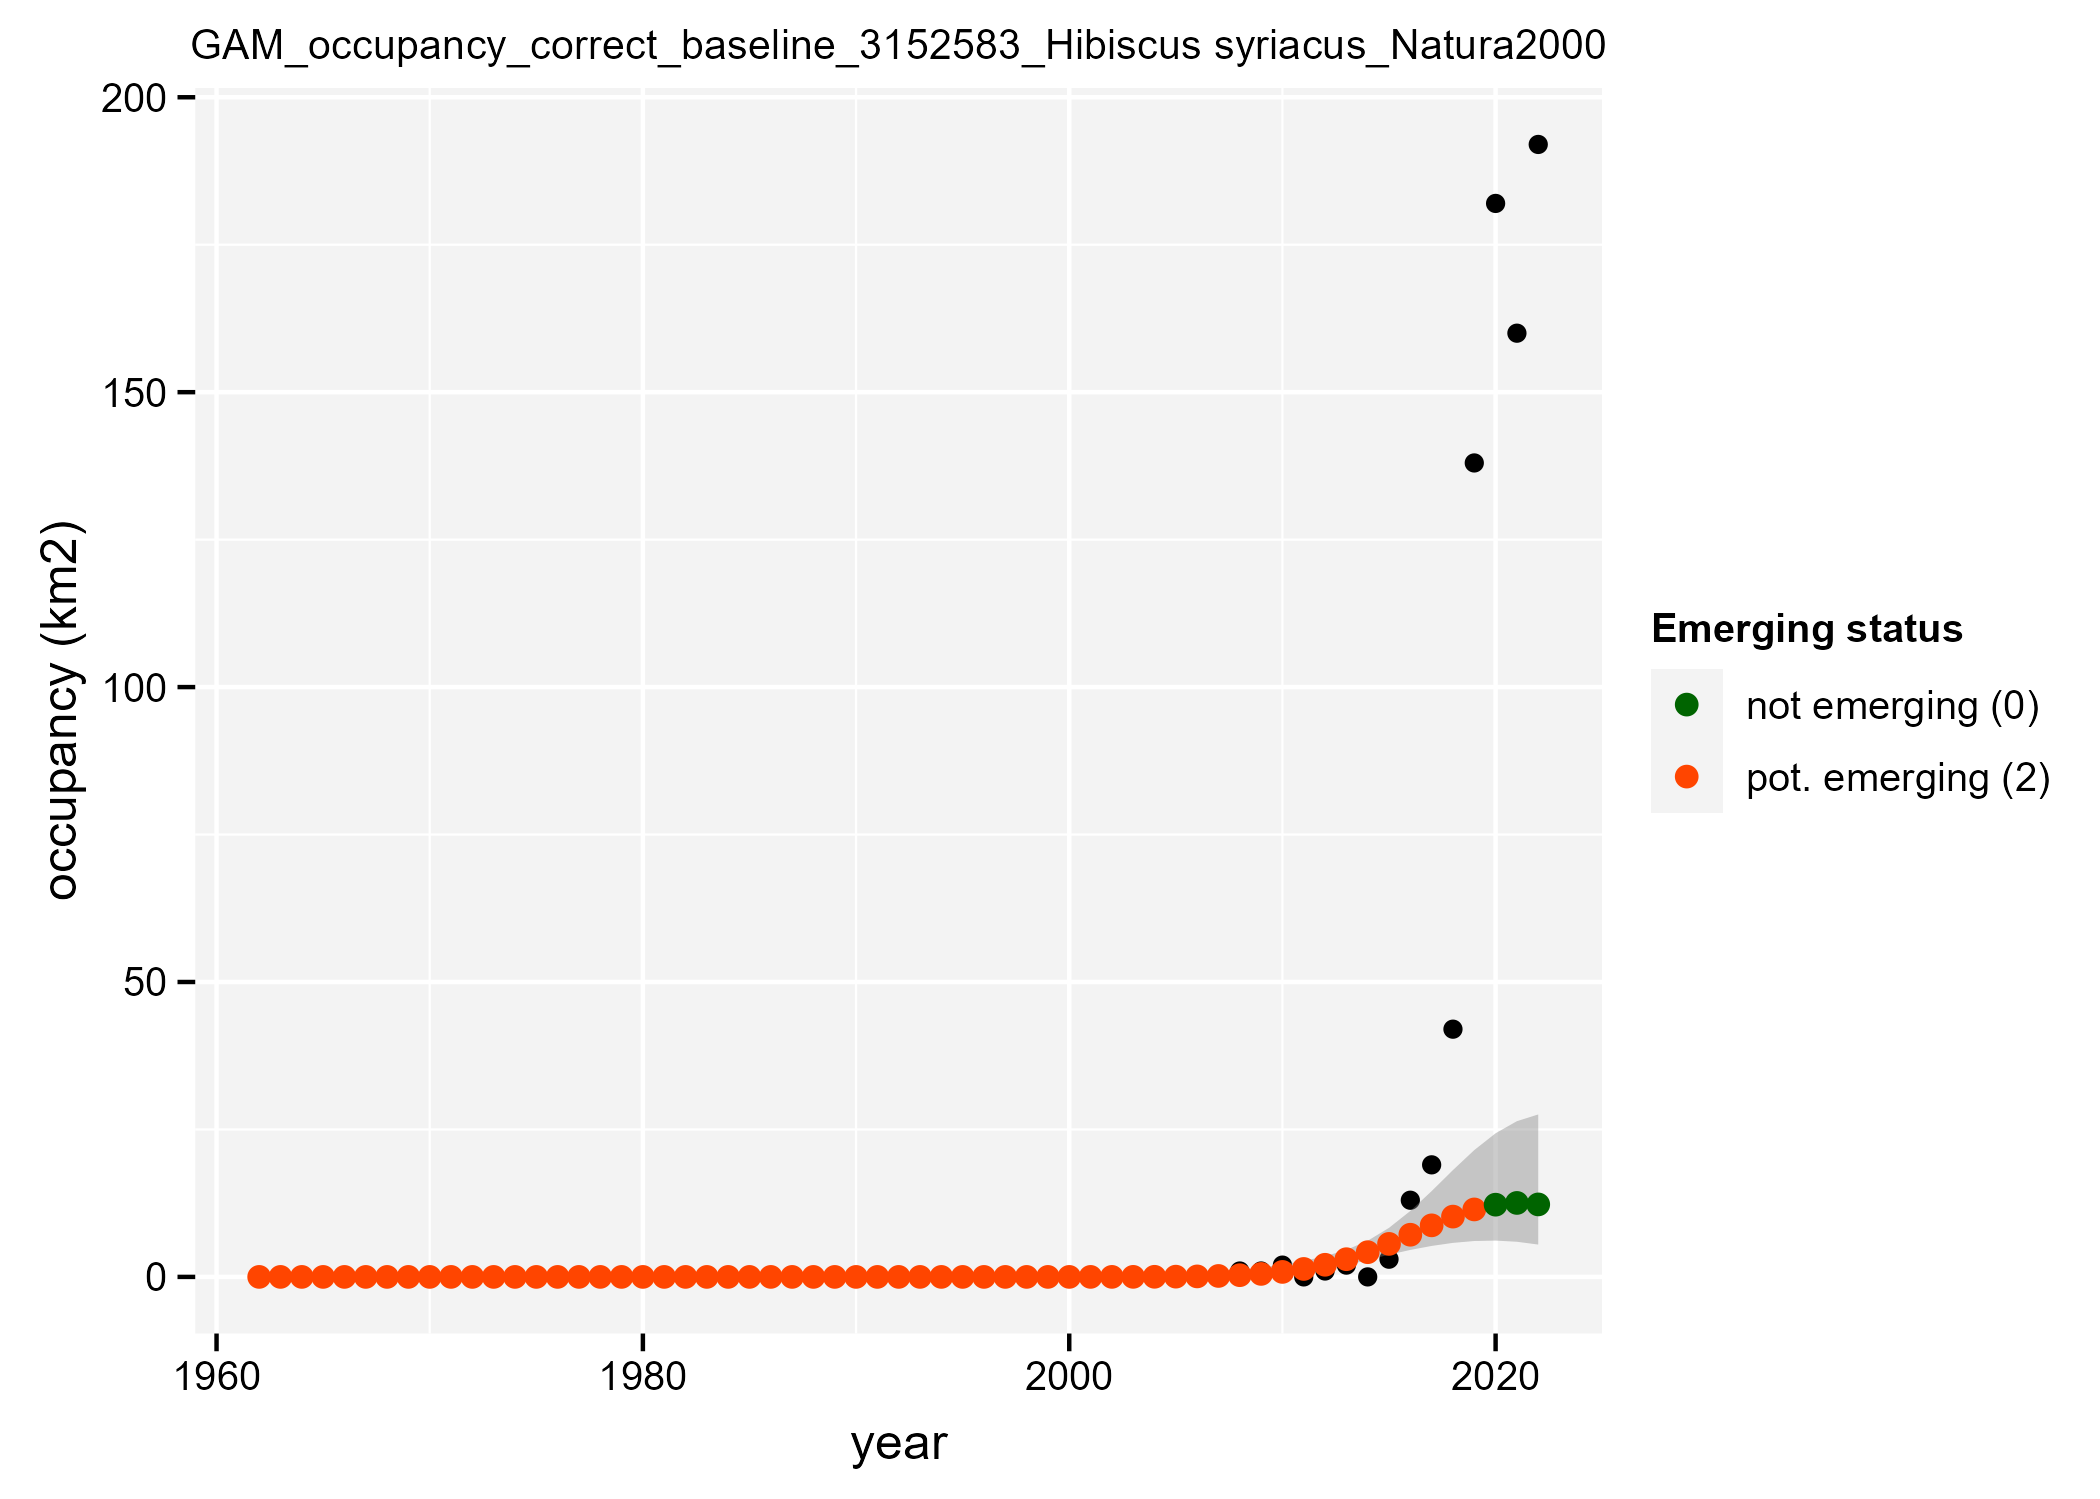 GAM_occupancy_correct_baseline_3152583_Hibiscus syriacus_Natura2000
200
150
100
50
0
occupancy (km2)
1960
1980
2000
2020
year
Emerging status
not emerging (0)
pot. emerging (2)